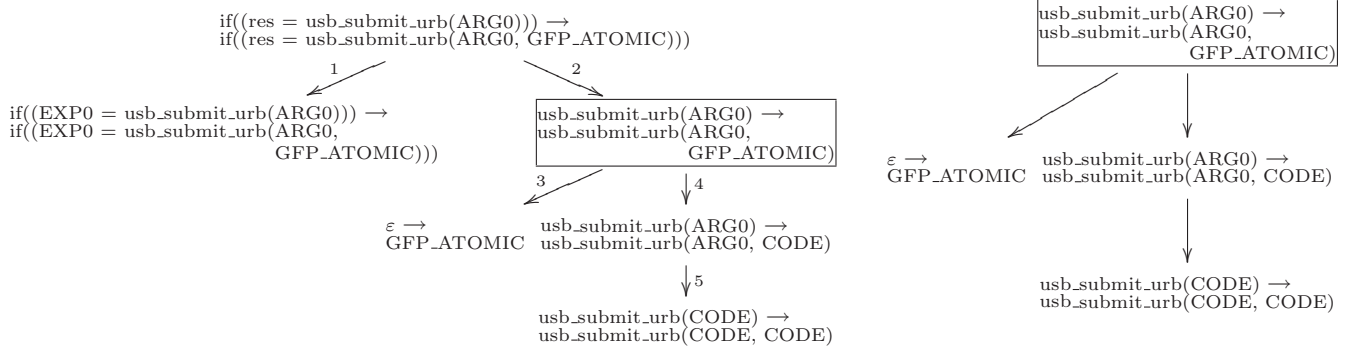 if((res = usb_submit_urb(ARG0))) →
if((res = usb_submit_urb(ARG0, GFP_ATOMIC)))
1
2
if((EXP0 = usb_submit_urb(ARG0))) →
if((EXP0 = usb_submit_urb(ARG0,
GFP_ATOMIC)))
usb_submit_urb(ARG0) →
usb_submit_urb(ARG0,
GFP_ATOMIC)
3
4
ε →
GFP_ATOMIC
usb_submit_urb(ARG0) →
usb_submit_urb(ARG0, CODE)
5
usb_submit_urb(CODE) →
usb_submit_urb(CODE, CODE)
usb_submit_urb(ARG0) →
usb_submit_urb(ARG0,
GFP_ATOMIC)
ε →
GFP_ATOMIC
usb_submit_urb(ARG0) →
usb_submit_urb(ARG0, CODE)
usb_submit_urb(CODE) →
usb_submit_urb(CODE, CODE)